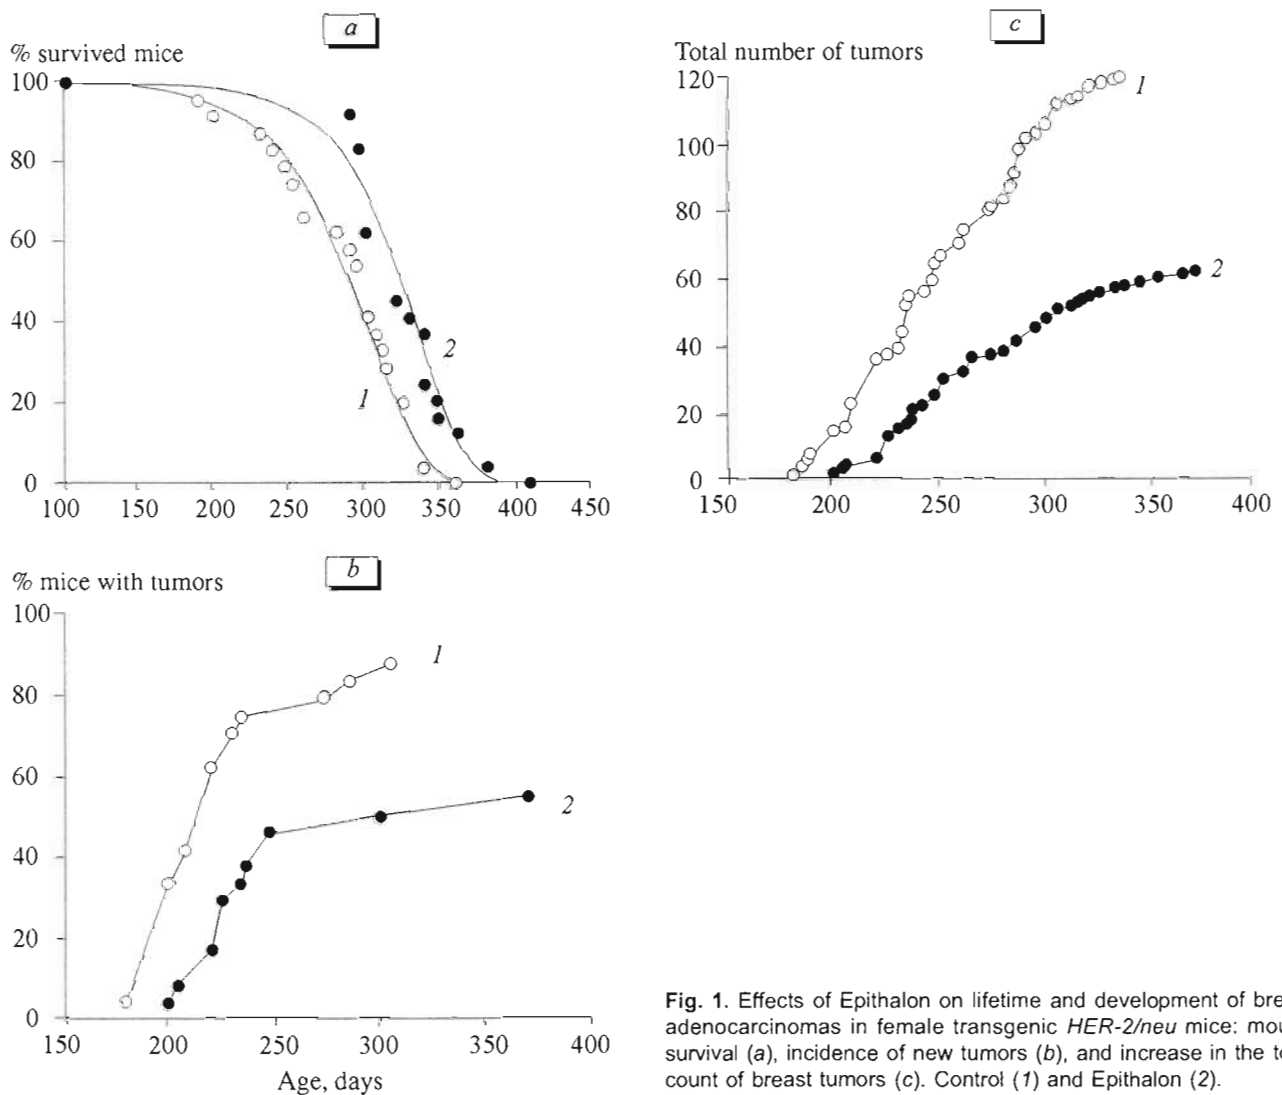 a
% survived mice
100
80
60
40
20
0
1
2
100 150 200 250 300 350 400 450
c
Total number of tumors
120
100
80
60
40
20
0
1
2
150 200 250 300 350 400
b
% mice with tumors
100
80
60
40
20
0
1
2
150 200 250 300 350 400
Age, days
Fig. 1. Effects of Epithalon on lifetime and development of bre
adenocarcinomas in female transgenic HER-2/neu mice: mou
survival (a), incidence of new tumors (b), and increase in the to
count of breast tumors (c). Control (1) and Epithalon (2).